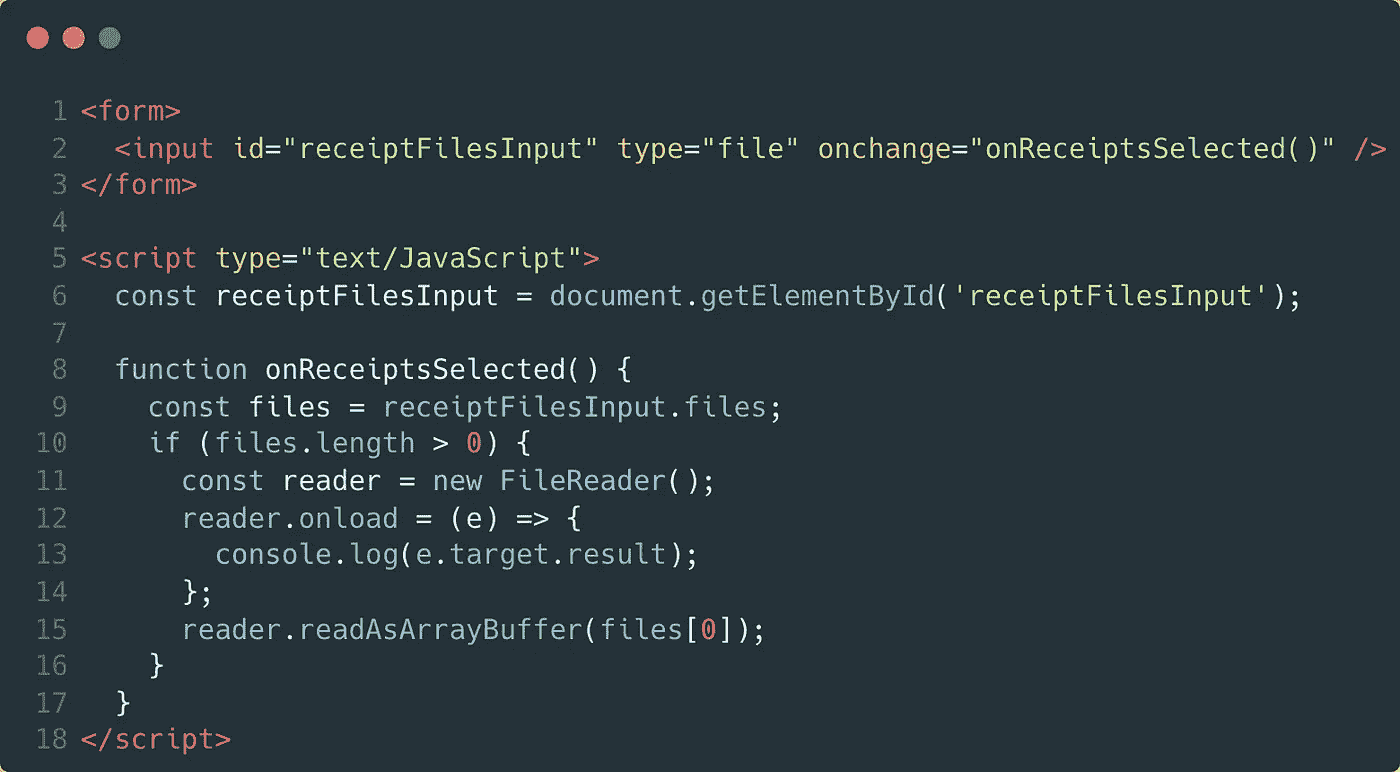 1 <form>
2   <input id="receiptFilesInput" type="file" onchange="onReceiptsSelected()" />
3 </form>
4
5 <script type="text/JavaScript">
6   const receiptFilesInput = document.getElementById('receiptFilesInput');
7
8   function onReceiptsSelected() {
9     const files = receiptFilesInput.files;
10     if (files.length > 0) {
11       const reader = new FileReader();
12       reader.onload = (e) => {
13         console.log(e.target.result);
14       };
15       reader.readAsArrayBuffer(files[0]);
16     }
17   }
18 </script>